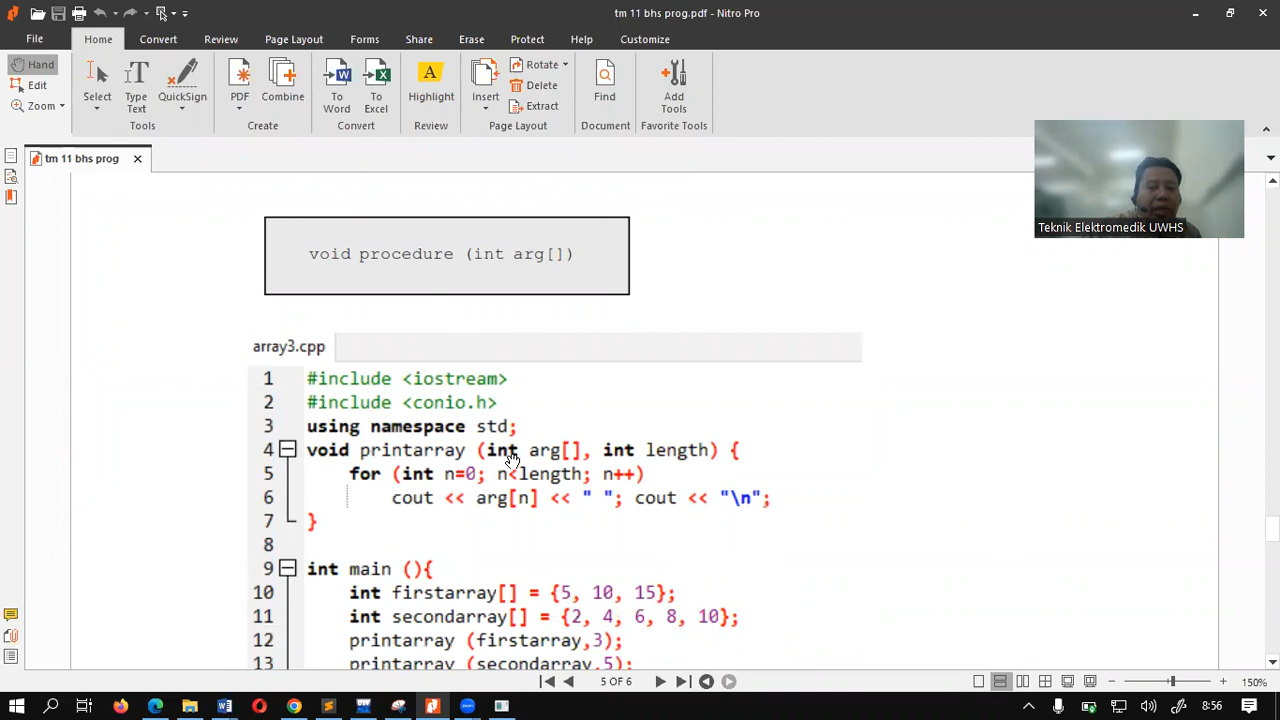 tm 11 bhs prog.pdf - Nitro Pro
File Home Convert Review Page Layout Forms Share Erase Protect Help Customize
Hand
Edit
Zoom
Select
Type Text
QuickSign
Tools
PDF
Combine
Create
To Word
To Excel
Convert
Highlight
Review
Insert
Rotate
Delete
Extract
Page Layout
Find
Document
Add Tools
Favorite Tools
tm 11 bhs prog
Teknik Elektromedik UWHS
void procedure (int arg[])
array3.cpp
1 #include <iostream>
2 #include <conio.h>
3 using namespace std;
4 void printarray (int arg[], int length) {
5 for (int n=0; n<length; n++)
6 cout << arg[n] << " "; cout << "\n";
7 }
8
9 int main (){
10 int firstarray[] = {5, 10, 15};
11 int secondarray[] = {2, 4, 6, 8, 10};
12 printarray (firstarray,3);
13 printarray (secondarray,5);
5 OF 6
150%
8:56